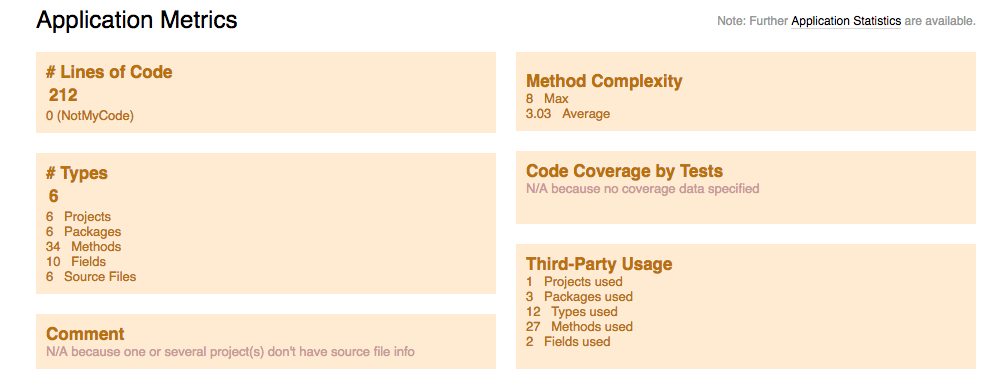 Application Metrics
Note: Further Application Statistics are available.
# Lines of Code
212
0 (NotMyCode)
# Types
6
6 Projects
6 Packages
34 Methods
10 Fields
6 Source Files
Comment
N/A because one or several project(s) don't have source file info
Method Complexity
8 Max
3.03 Average
Code Coverage by Tests
N/A because no coverage data specified
Third-Party Usage
1 Projects used
3 Packages used
12 Types used
27 Methods used
2 Fields used